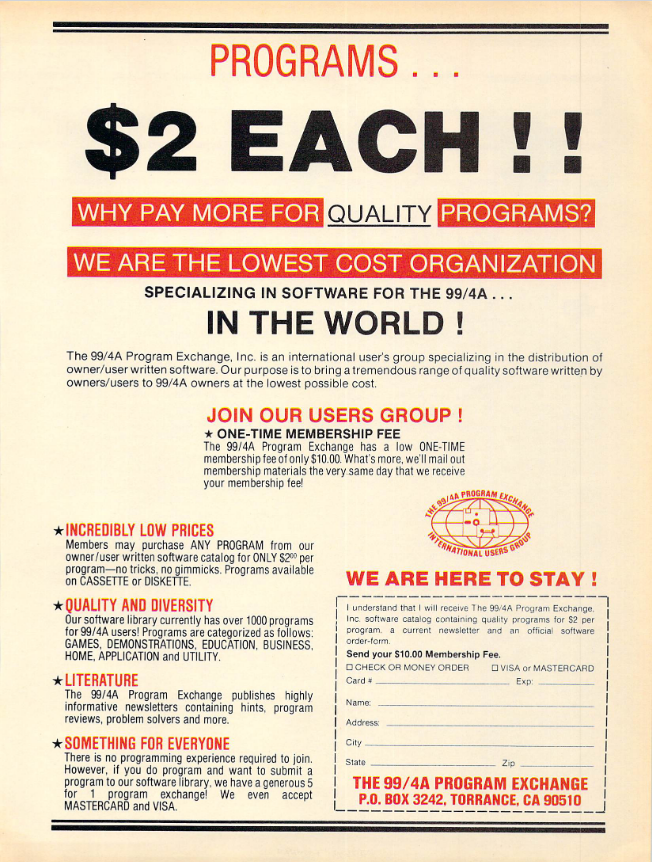 PROGRAMS . . .
$2 EACH ! !
WHY PAY MORE FOR QUALITY PROGRAMS?
WE ARE THE LOWEST COST ORGANIZATION
SPECIALIZING IN SOFTWARE FOR THE 99/4A . . .
IN THE WORLD !
The 99/4A Program Exchange, Inc. is an international user's group specializing in the distribution of
owner/user written software. Our purpose is to bring a tremendous range of quality software written by
owners/users to 99/4A owners at the lowest possible cost.
JOIN OUR USERS GROUP !
★ ONE-TIME MEMBERSHIP FEE
The 99/4A Program Exchange has a low ONE-TIME
membership fee of only $10.00. What's more, we'll mail out
membership materials the very same day that we receive
your membership fee!
★ INCREDIBLY LOW PRICES
Members may purchase ANY PROGRAM from our
owner/user written software catalog for ONLY $2⁰⁰ per
program—no tricks, no gimmicks. Programs available
on CASSETTE or DISKETTE.
★ QUALITY AND DIVERSITY
Our software library currently has over 1000 programs
for 99/4A users! Programs are categorized as follows:
GAMES, DEMONSTRATIONS, EDUCATION, BUSINESS,
HOME, APPLICATION and UTILITY.
★ LITERATURE
The 99/4A Program Exchange publishes highly
informative newsletters containing hints, program
reviews, problem solvers and more.
★ SOMETHING FOR EVERYONE
There is no programming experience required to join.
However, if you do program and want to submit a
program to our software library, we have a generous 5
for 1 program exchange! We even accept
MASTERCARD and VISA.
THE 99/4A PROGRAM EXCHANGE
INTERNATIONAL USERS GROUP
WE ARE HERE TO STAY !
I understand that I will receive The 99/4A Program Exchange,
Inc. software catalog containing quality programs for $2 per
program, a current newsletter and an official software
order-form.
Send your $10.00 Membership Fee.
☐ CHECK OR MONEY ORDER ☐ VISA or MASTERCARD
Card # Exp:
Name:
Address:
City
State Zip
THE 99/4A PROGRAM EXCHANGE
P.O. BOX 3242, TORRANCE, CA 90510